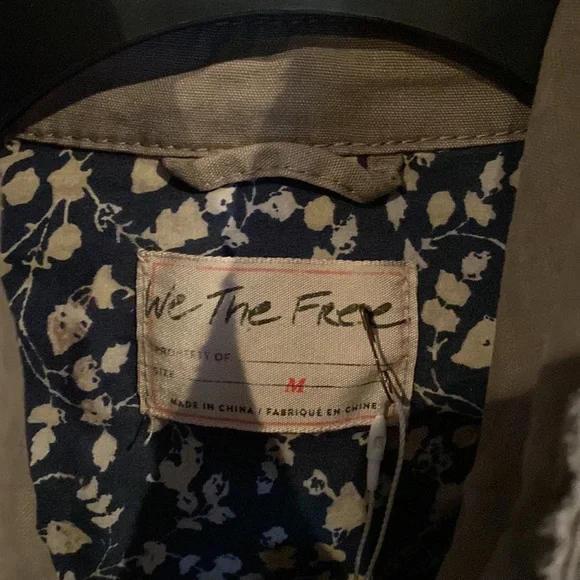 We The Free
PROPERTY OF
SIZE M
MADE IN CHINA / FABRIQUÉ EN CHINE